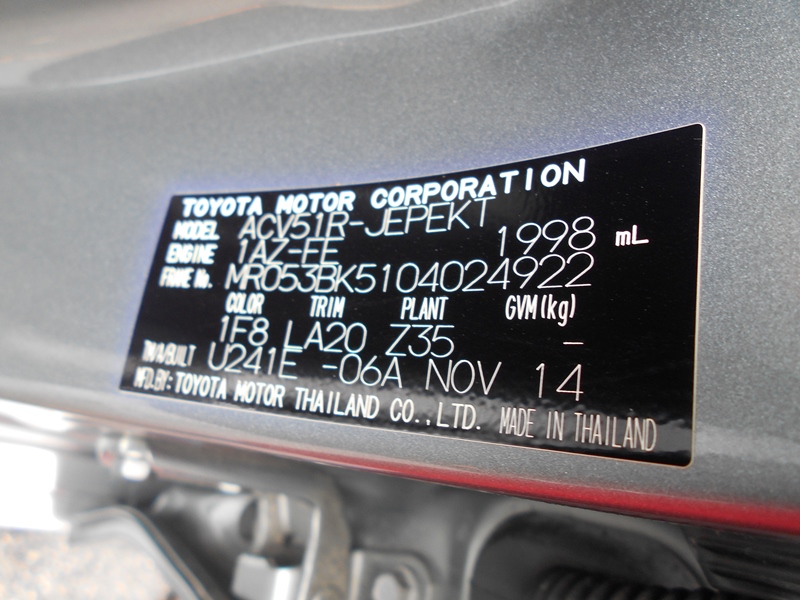 TOYOTA MOTOR CORPORATION
MODEL ACV51R-JEPEKT
ENGINE 1AZ-FE 1998 mL
FRAME No. MR053BK5104024922
COLOR TRIM PLANT GVM(kg)
1F8 LA20 Z35 –
T/M/A/BUILT U241E -06A NOV 14
MFD.BY: TOYOTA MOTOR THAILAND CO.,LTD. MADE IN THAILAND